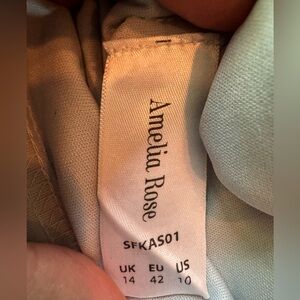 Amelia Rose
SFKAS01
UK EU US
14 42 10